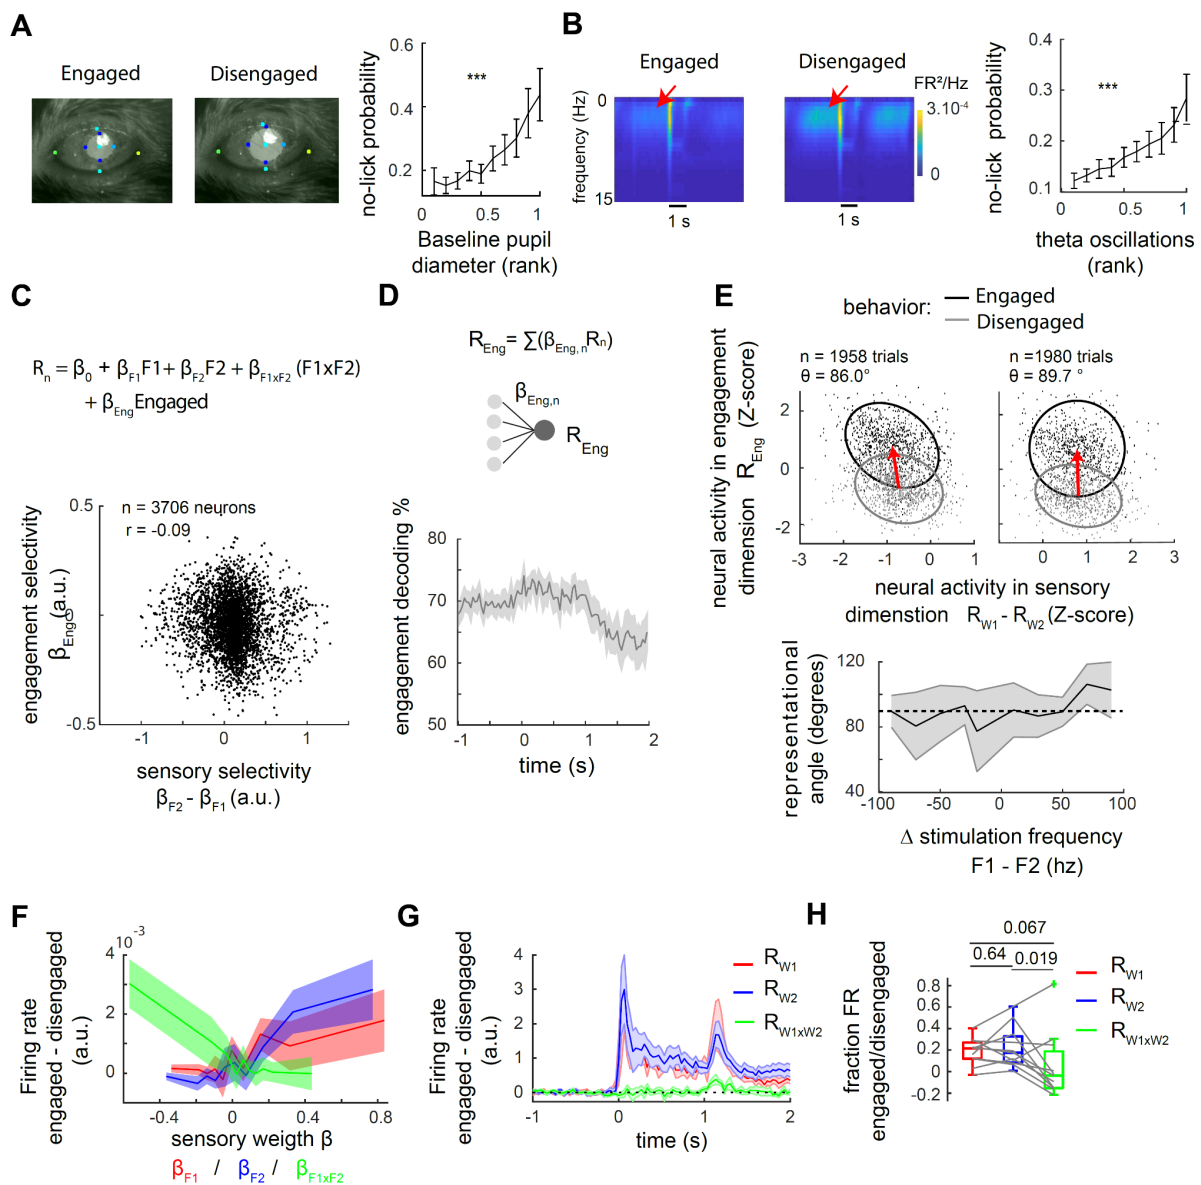 A
Engaged
Disengaged
no-lick probability
0.6
0.4
0.2
***
0
0.5
1
Baseline pupil
diameter (rank)
B
Engaged
Disengaged
FR²/Hz
3.10⁻⁴
0
frequency (Hz)
0
15
1 s
1 s
no-lick probability
0.4
0.3
0.2
0.1
***
0
0.5
1
theta oscillations
(rank)
C
Rn = β0 + βF1F1+ βF2F2 + βF1xF2 (F1xF2)
+ βEngEngaged
engagement selectivity
βEng (a.u.)
0.5
0
-0.5
n = 3706 neurons
r = -0.09
-1
0
1
sensory selectivity
βF2 - βF1 (a.u.)
D
REng= ∑(βEng, nRn)
βEng,n
REng
engagement decoding %
80
70
60
50
-1
0
1
2
time (s)
E
behavior:
Engaged
Disengaged
neural activity in engagement
dimension REng (Z-score)
n = 1958 trials
θ = 86.0°
n =1980 trials
θ = 89.7 °
2
0
-2
-3
-2
-1
0
1
-1
0
1
2
3
neural activity in sensory
dimenstion RW1 - RW2 (Z-score)
representational
angle (degrees)
120
80
40
-100
-50
0
50
100
Δ stimulation frequency
F1 - F2 (hz)
F
Firing rate
engaged - disengaged
(a.u.)
10⁻³
4
2
0
-0.4
0
0.4
0.8
sensory weigth β
βF1 / βF2 / βF1xF2
G
Firing rate
engaged - disengaged
(a.u.)
4
3
2
1
0
-1
0
1
2
time (s)
RW1
RW2
RW1xW2
H
0.067
0.64
0.019
fraction FR
engaged/disengaged
0.8
0.6
0.4
0.2
0
-0.2
RW1
RW2
RW1xW2